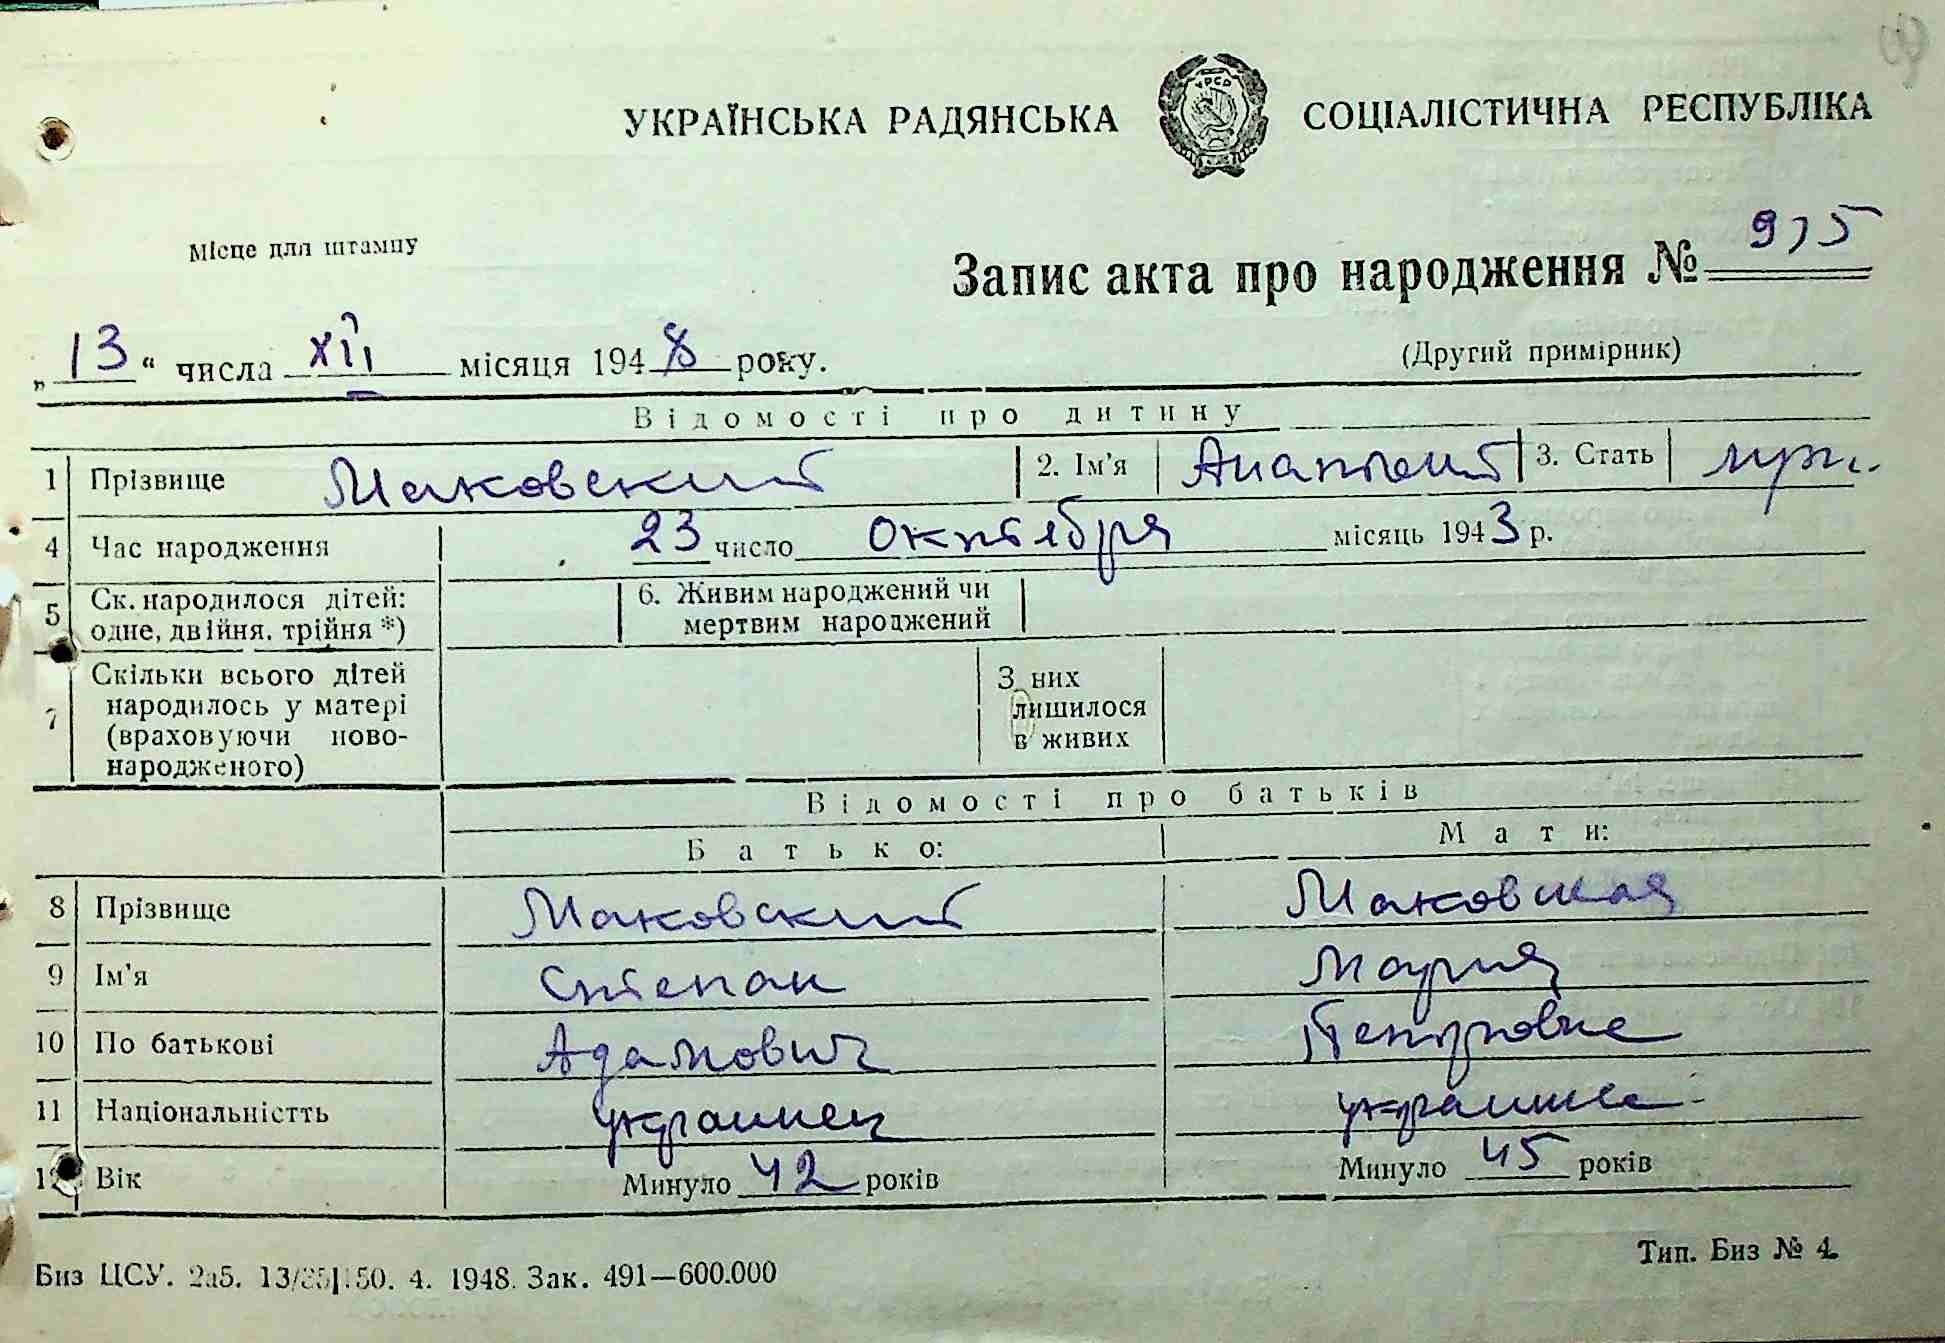 УКРАЇНСЬКА РАДЯНСЬКА СОЦІАЛІСТИЧНА РЕСПУБЛІКА
УРСР
Місце для штампу
Запис акта про народження № 975
„13“ числа XII місяця 1948 року.
(Другий примірник)
Відомості про дитину
1 Прізвище Маковский 2. Ім'я Анатолий 3. Стать муж.
4 Час народження 23 число октября місяць 1943 р.
5 Ск. народилося дітей: одне, двійня, трійня *) 6. Живим народжений чи мертвим народжений
7 Скільки всього дітей народилось у матері (враховуючи ново-народженого) З них лишилося в живих
Відомості про батьків
Батько: Мати:
8 Прізвище Маковский Маковская
9 Ім'я Степан Мария
10 По батькові Адамович Петровна
11 Національністть украинец украинка
12 Вік Минуло 42 років Минуло 45 років
Биз ЦСУ. 2а5. 4. 1948. Зак. 491—600.000
Тип. Биз № 4